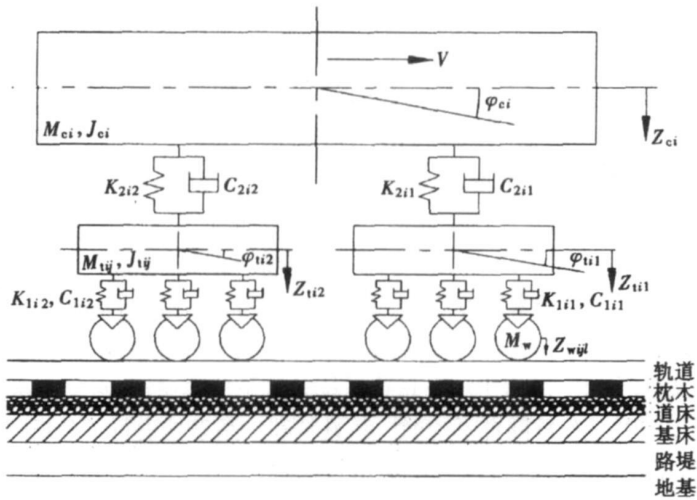 V
φci
Mci, Jci
Zci
K2i2
C2i2
K2i1
C2i1
Mtij, Jtij
φti2
φti1
Zti2
Zti1
K1i2, C1i2
K1i1, C1i1
Mw
Zwijl
轨道
枕木
道床
基床
路堤
地基